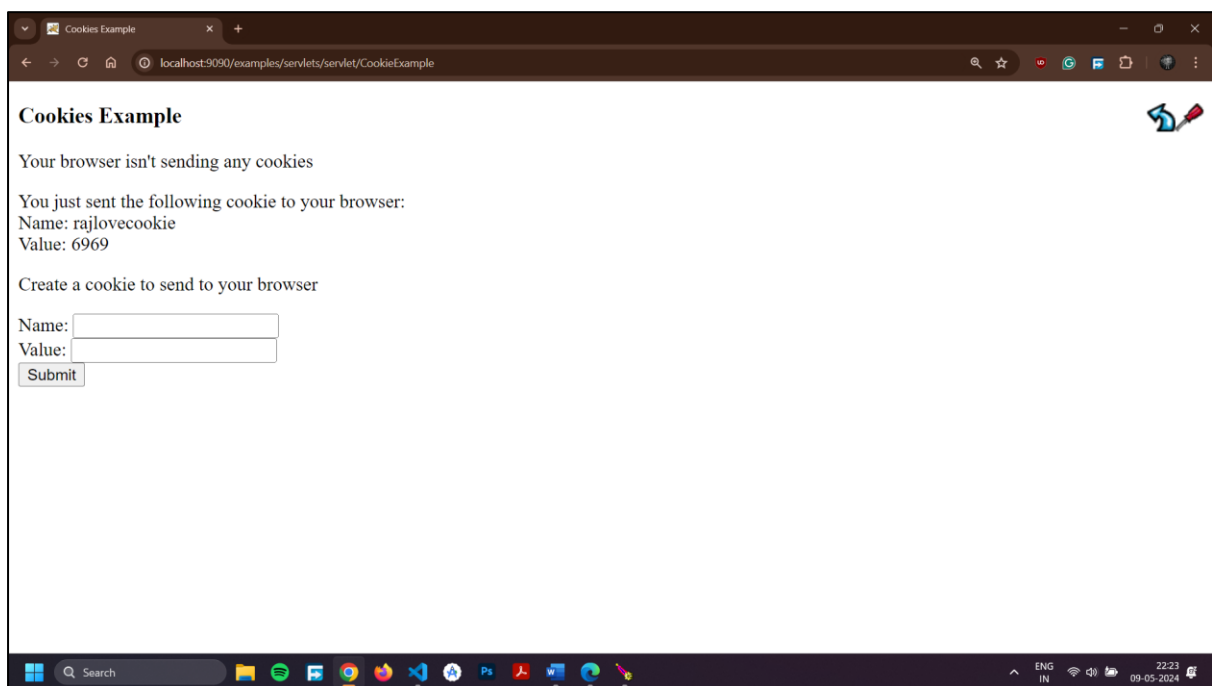 Cookies Example
localhost:9090/examples/servlets/servlet/CookieExample
Cookies Example
Your browser isn't sending any cookies
You just sent the following cookie to your browser:
Name: rajlovecookie
Value: 6969
Create a cookie to send to your browser
Name:
Value:
Submit
Search
Ps
ENG
IN
22:23
09-05-2024